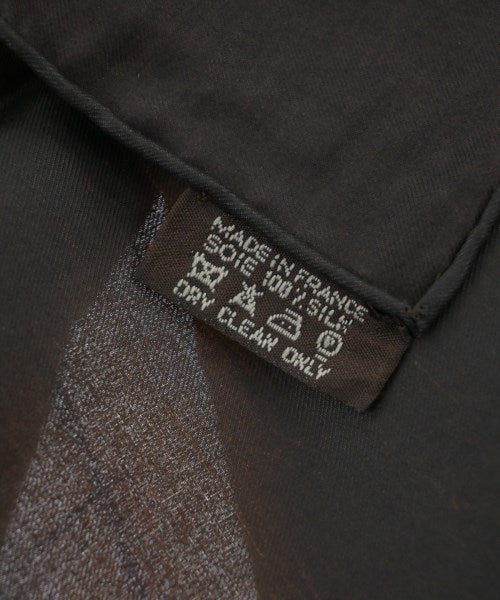 MADE IN FRANCE
SOIE 100% SILK
DRY CLEAN ONLY